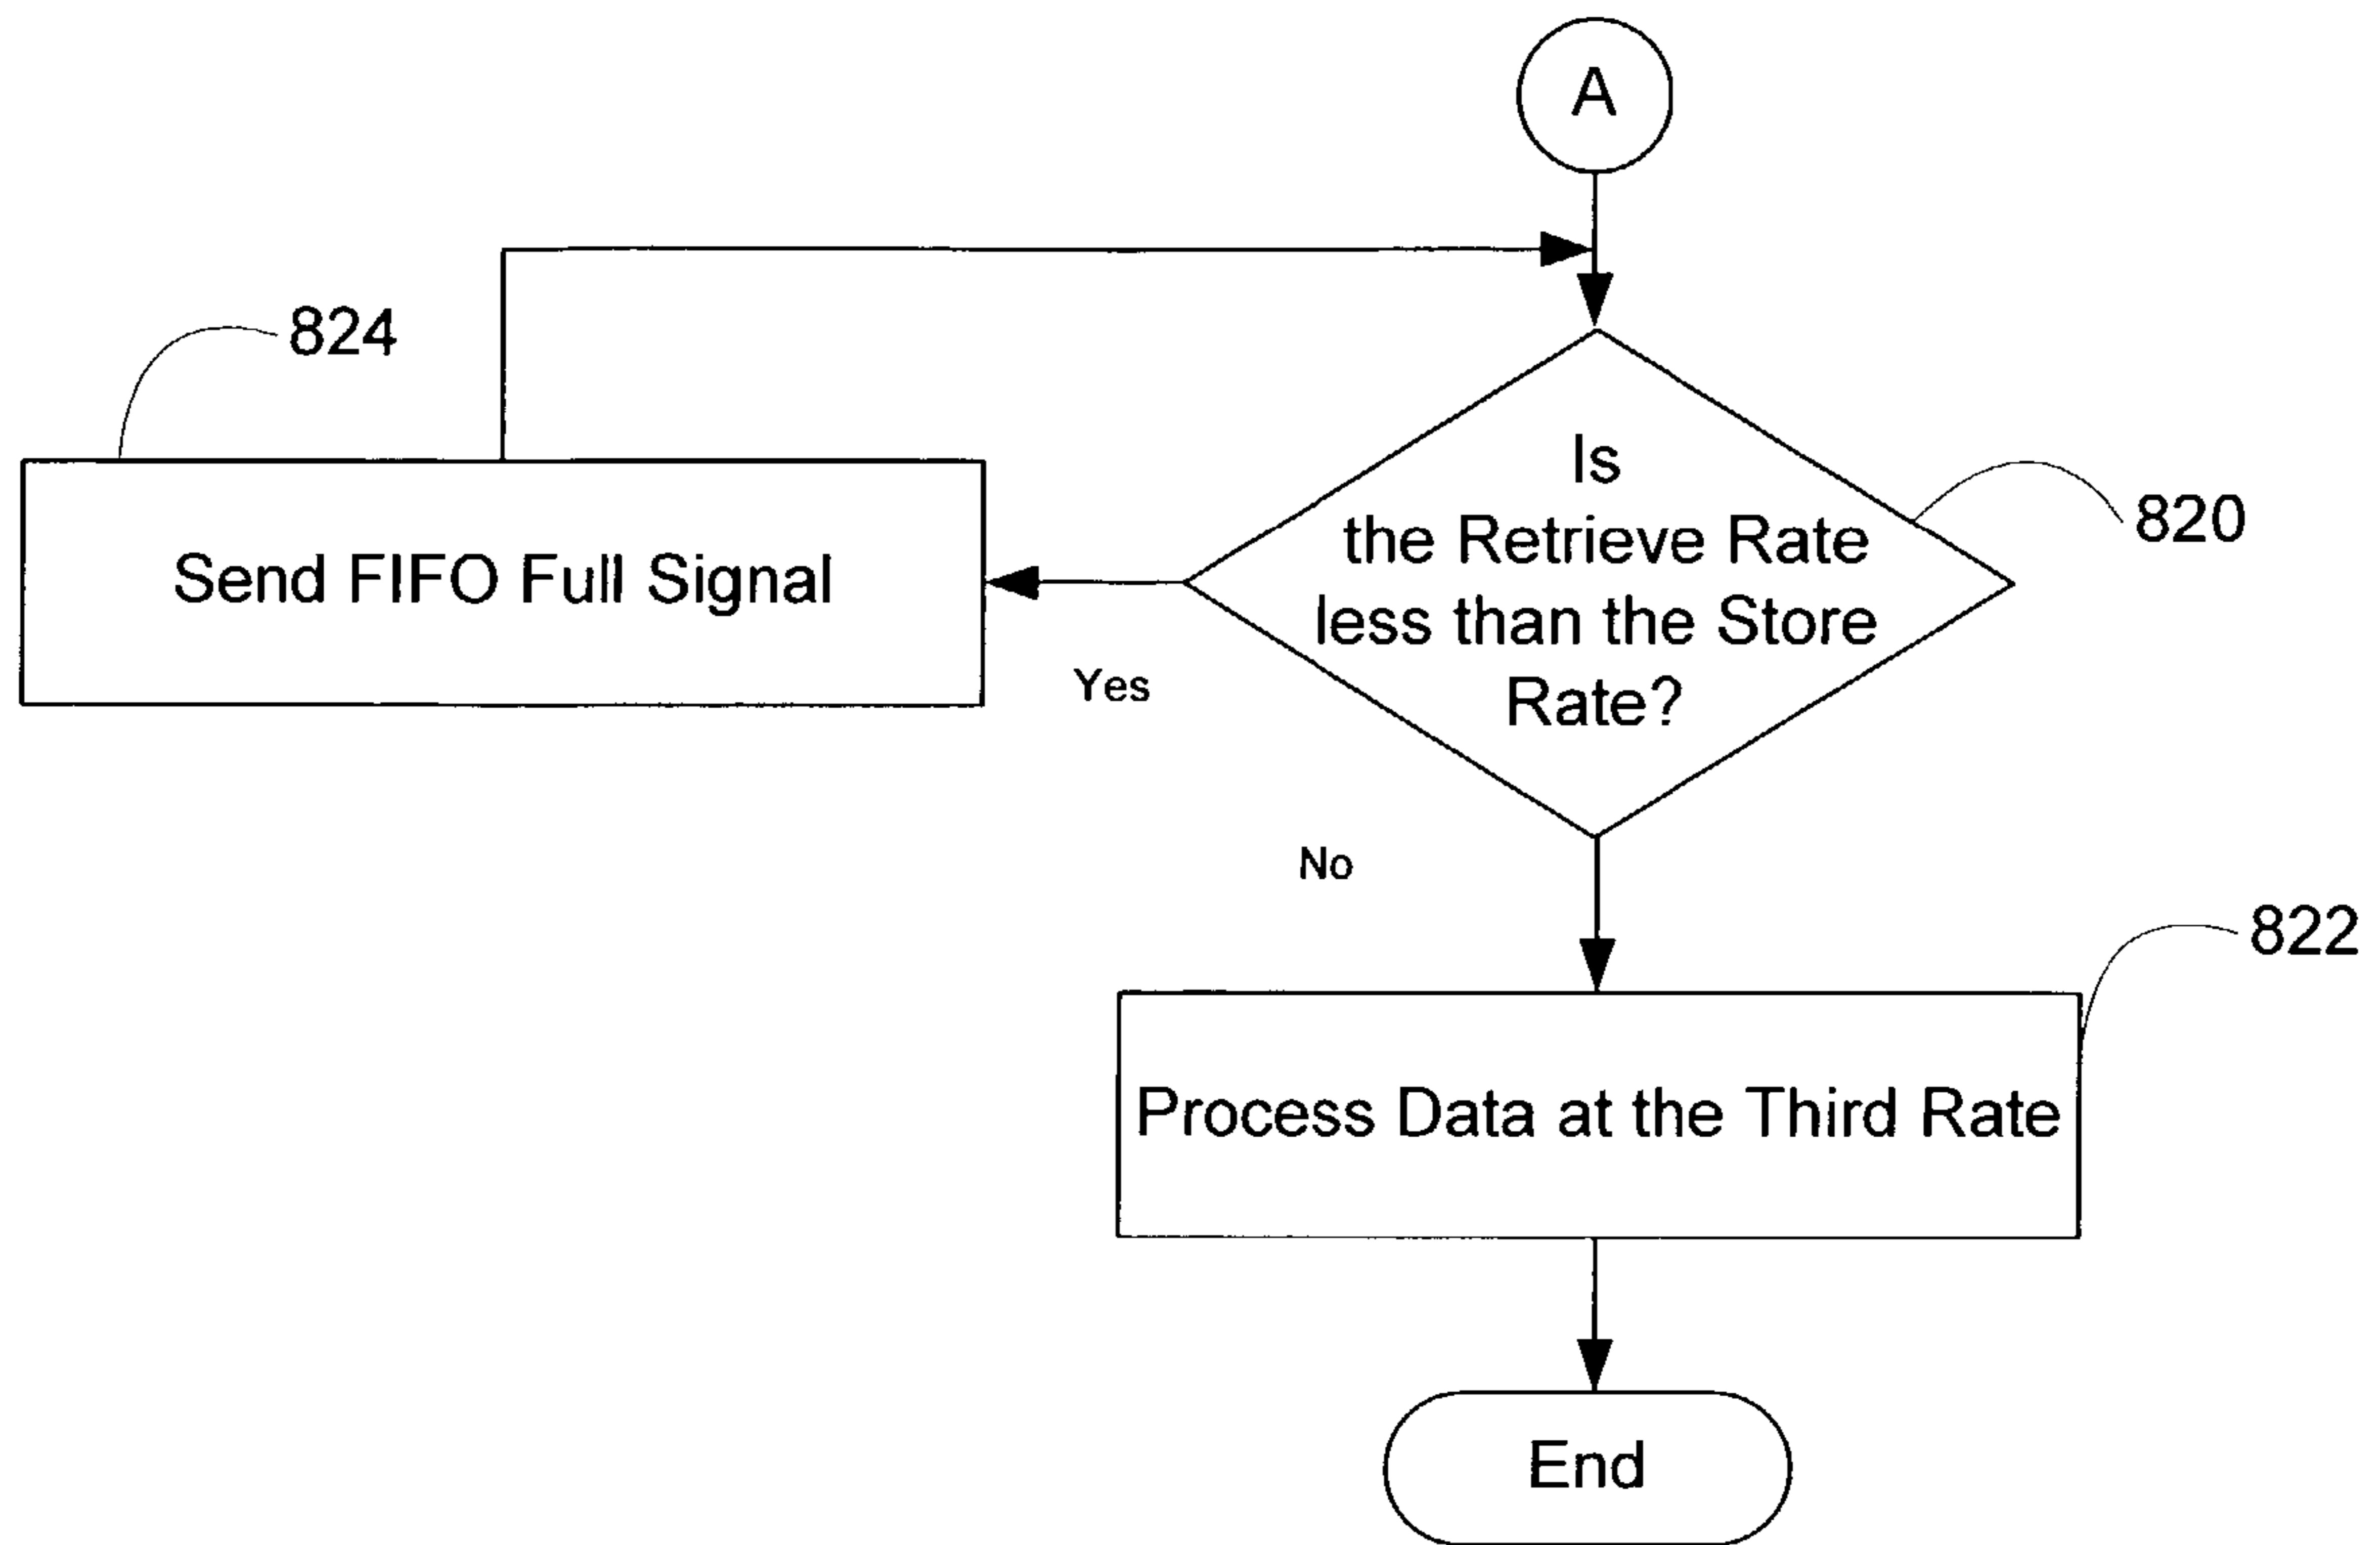 A
824
Send FIFO Full Signal
Is
the Retrieve Rate
less than the Store
Rate?
820
Yes
No
822
Process Data at the Third Rate
End